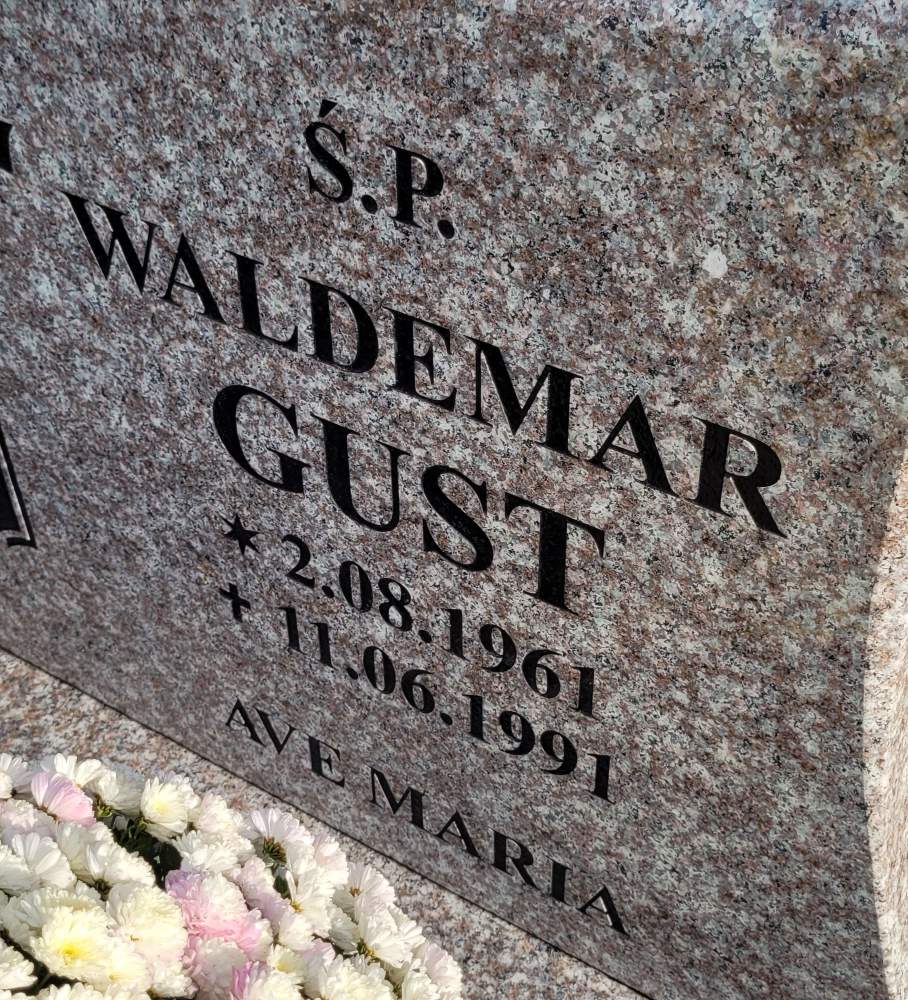 Ś.P.
WALDEMAR
GUST
★ 2.08.1961
✝ 11.06.1991
AVE MARIA